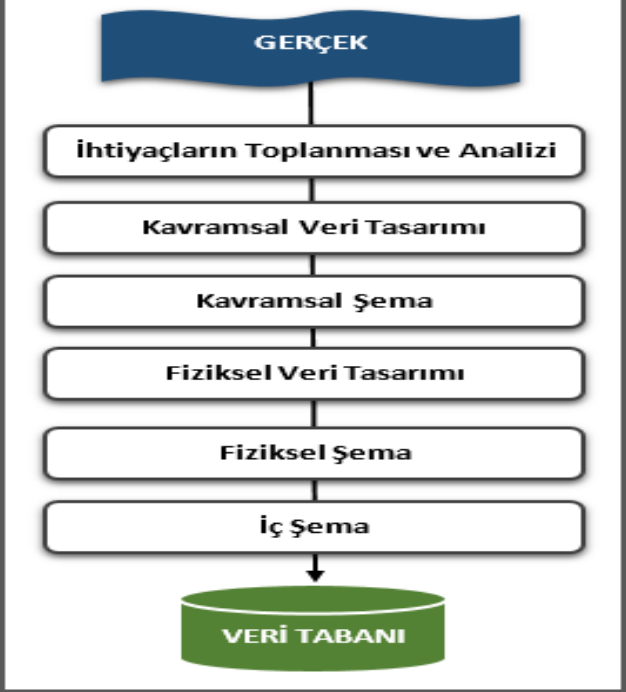 GERÇEK
İhtiyaçların Toplanması ve Analizi
Kavramsal Veri Tasarımı
Kavramsal Şema
Fiziksel Veri Tasarımı
Fiziksel Şema
İç Şema
VERİ TABANI